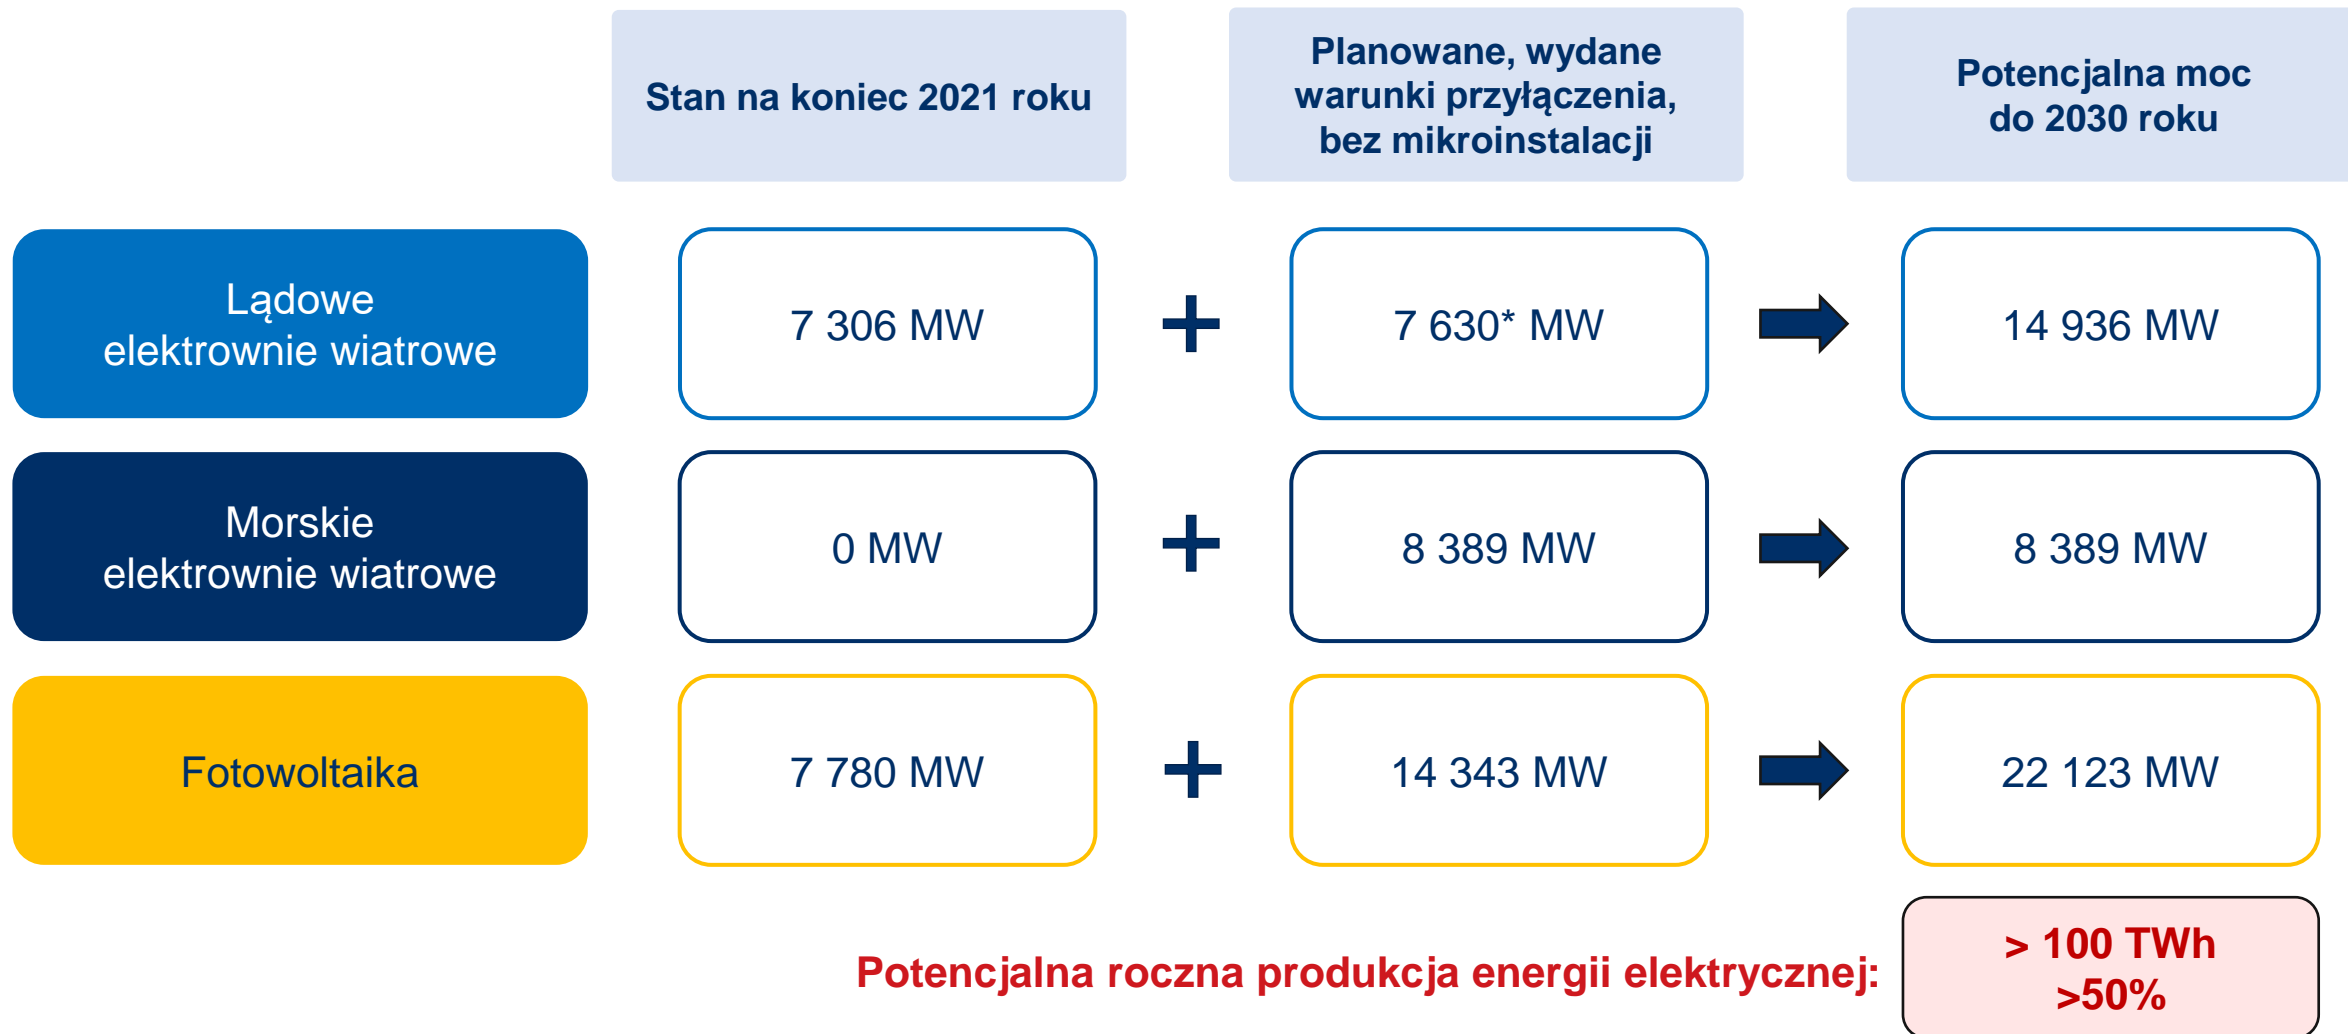 Stan na koniec 2021 roku
Planowane, wydane
warunki przyłączenia,
bez mikroinstalacji
Potencjalna moc
do 2030 roku
Lądowe
elektrownie wiatrowe
7 306 MW
+
7 630* MW
14 936 MW
Morskie
elektrownie wiatrowe
0 MW
+
8 389 MW
8 389 MW
Fotowoltaika
7 780 MW
+
14 343 MW
22 123 MW
Potencjalna roczna produkcja energii elektrycznej:
> 100 TWh
>50%